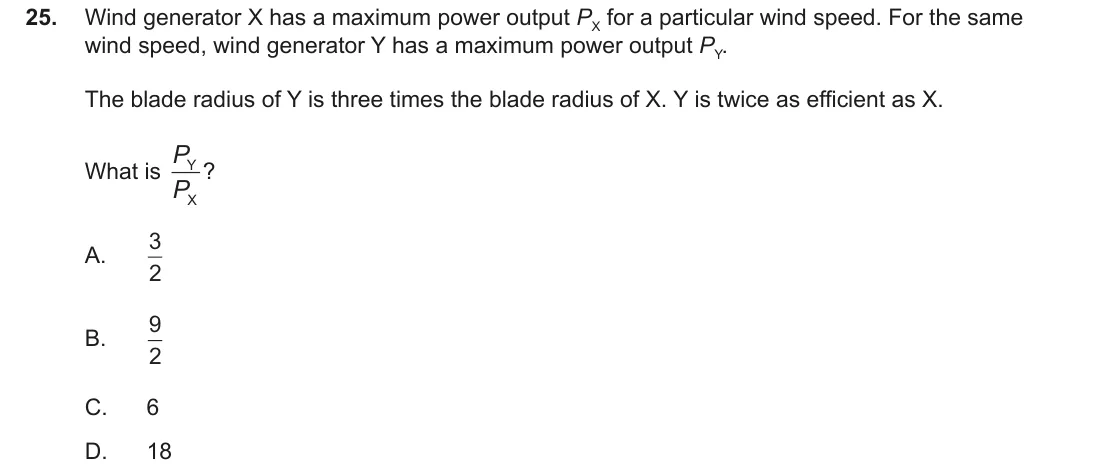 25. Wind generator X has a maximum power output P_X for a particular wind speed. For the same
wind speed, wind generator Y has a maximum power output P_Y.
The blade radius of Y is three times the blade radius of X. Y is twice as efficient as X.
What is P_Y/P_X?
A. 3/2
B. 9/2
C. 6
D. 18